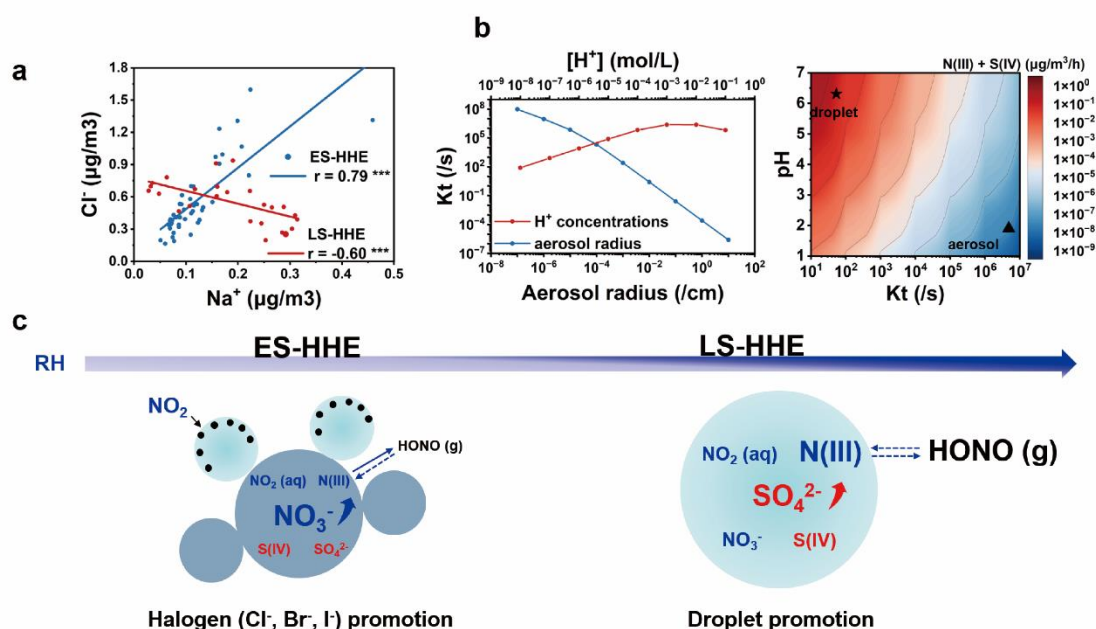 a
Cl⁻ (μg/m3)
1.8
1.5
1.2
0.9
0.6
0.3
0.0
ES-HHE
r = 0.79 ***
LS-HHE
r = -0.60 ***
0.0 0.1 0.2 0.3 0.4 0.5
Na⁺ (μg/m3)
b
[H⁺] (mol/L)
10⁻⁹ 10⁻⁸ 10⁻⁷ 10⁻⁶ 10⁻⁵ 10⁻⁴ 10⁻³ 10⁻² 10⁻¹ 10⁰
Kt (/s)
10⁸
10⁵
10²
10⁻¹
10⁻⁴
10⁻⁷
H⁺ concentrations
aerosol radius
10⁻⁸ 10⁻⁶ 10⁻⁴ 10⁻² 10⁰ 10²
Aerosol radius (/cm)
N(III) + S(IV) (μg/m³/h)
pH
7
6
5
4
3
2
1
droplet
aerosol
10¹ 10² 10³ 10⁴ 10⁵ 10⁶ 10⁷
Kt (/s)
1×10⁰
1×10⁻¹
1×10⁻²
1×10⁻³
1×10⁻⁴
1×10⁻⁵
1×10⁻⁶
1×10⁻⁷
1×10⁻⁸
1×10⁻⁹
c
ES-HHE LS-HHE
RH
NO₂
HONO (g)
NO₂ (aq) N(III)
NO₃⁻
S(IV) SO₄²⁻
NO₂ (aq) N(III) HONO (g)
SO₄²⁻
NO₃⁻ S(IV)
Halogen (Cl⁻, Br⁻, I⁻) promotion
Droplet promotion